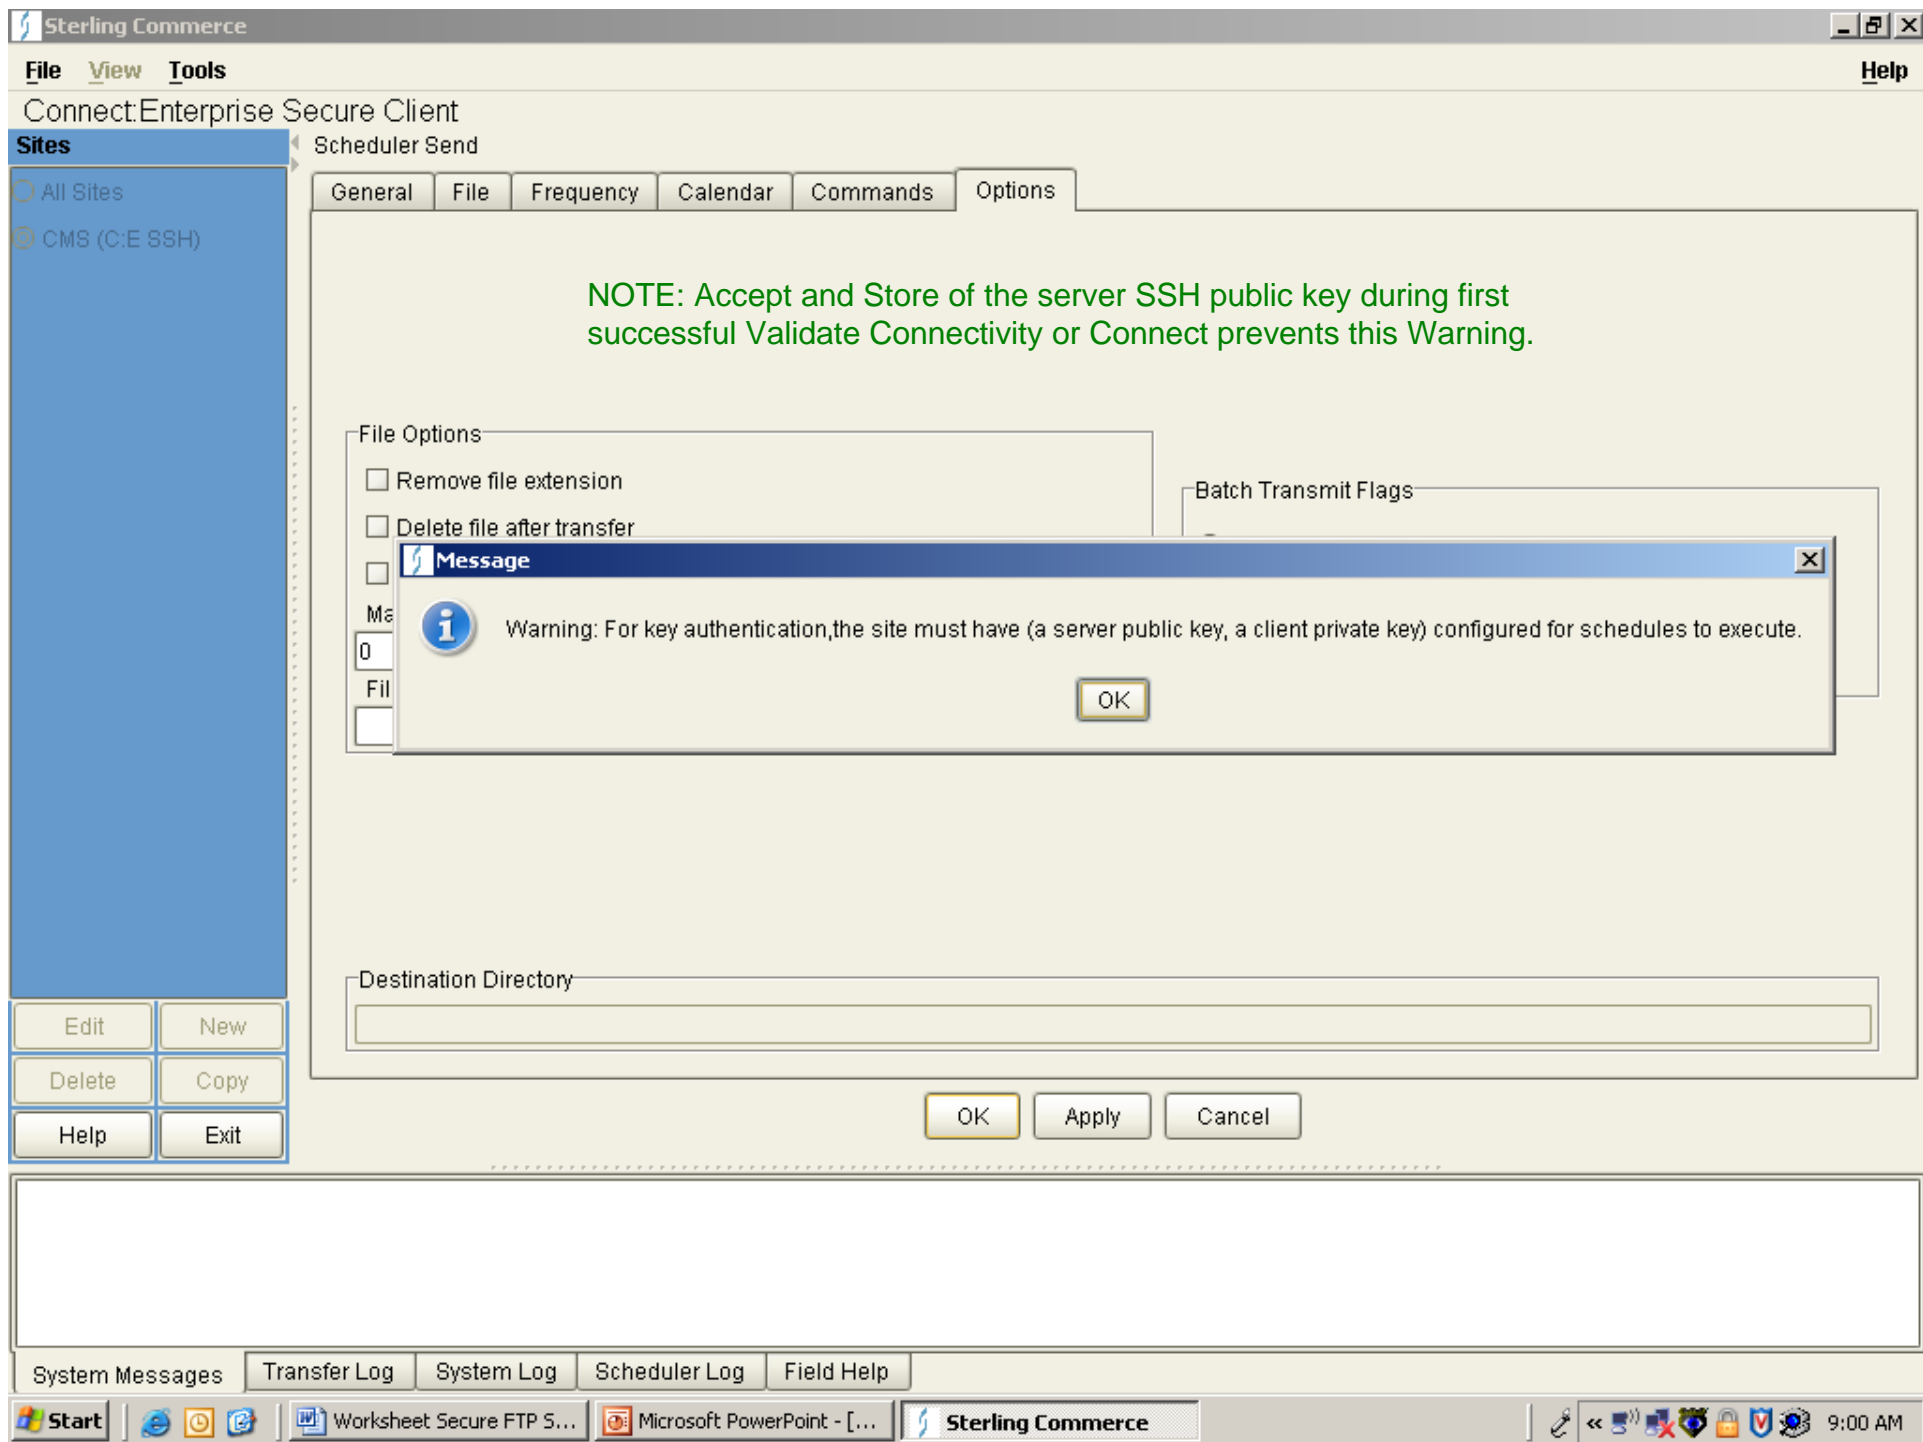 Sterling Commerce
File View Tools Help
Connect:Enterprise Secure Client
Sites
All Sites
CMS (C:E SSH)
Scheduler Send
General File Frequency Calendar Commands Options
NOTE: Accept and Store of the server SSH public key during first
successful Validate Connectivity or Connect prevents this Warning.
File Options
Remove file extension
Delete file after transfer
Batch Transmit Flags
Message
Warning: For key authentication,the site must have (a server public key, a client private key) configured for schedules to execute.
OK
Ma
0
Fil
Destination Directory
Edit New
Delete Copy
Help Exit
OK Apply Cancel
System Messages Transfer Log System Log Scheduler Log Field Help
Start Worksheet Secure FTP S... Microsoft PowerPoint - [... Sterling Commerce « 9:00 AM